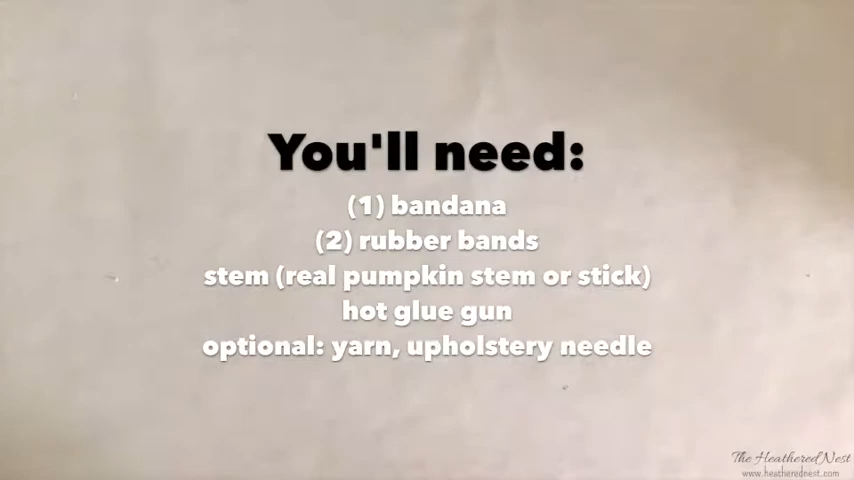 You'll need:
(1) bandana
(2) rubber bands
stem (real pumpkin stem or stick)
hot glue gun
optional: yarn, upholstery needle
The Heathered Nest
www.heatherednest.com